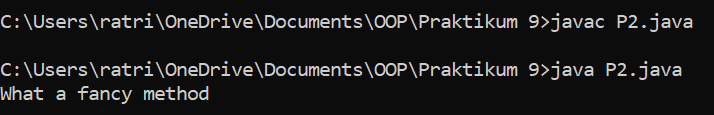 C:\Users\ratri\OneDrive\Documents\OOP\Praktikum 9>javac P2.java
C:\Users\ratri\OneDrive\Documents\OOP\Praktikum 9>java P2.java
What a fancy method